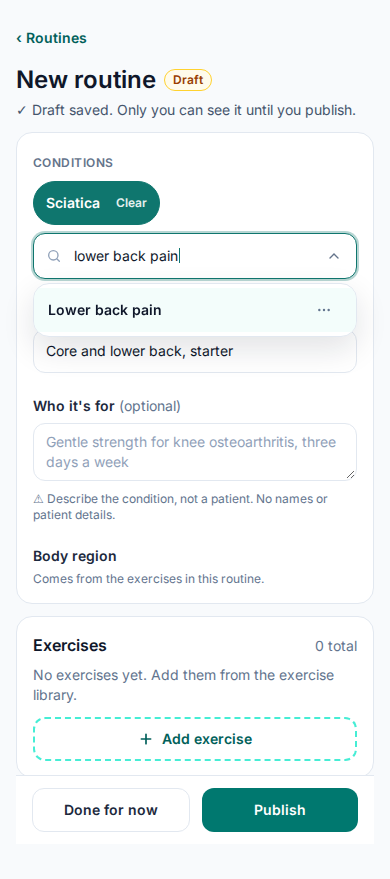 ‹ Routines
New routine Draft
✓ Draft saved. Only you can see it until you publish.
CONDITIONS
Sciatica Clear
lower back pain
Lower back pain ...
Core and lower back, starter
Who it's for (optional)
Gentle strength for knee osteoarthritis, three
days a week
⚠ Describe the condition, not a patient. No names or
patient details.
Body region
Comes from the exercises in this routine.
Exercises 0 total
No exercises yet. Add them from the exercise
library.
+ Add exercise
Done for now Publish